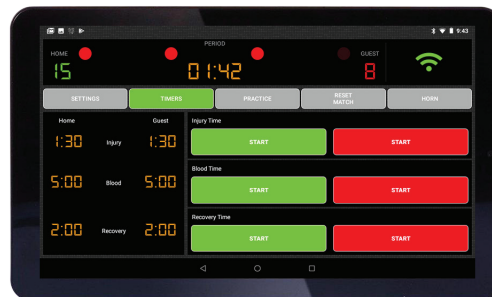 9:43
PERIOD
HOME
GUEST
15
01:42
8
SETTINGS
TIMERS
PRACTICE
RESET
MATCH
HORN
Home
Guest
Injury Time
1:30
Injury
1:30
START
START
Blood Time
5:00
Blood
5:00
START
START
Recovery Time
2:00
Recovery
2:00
START
START